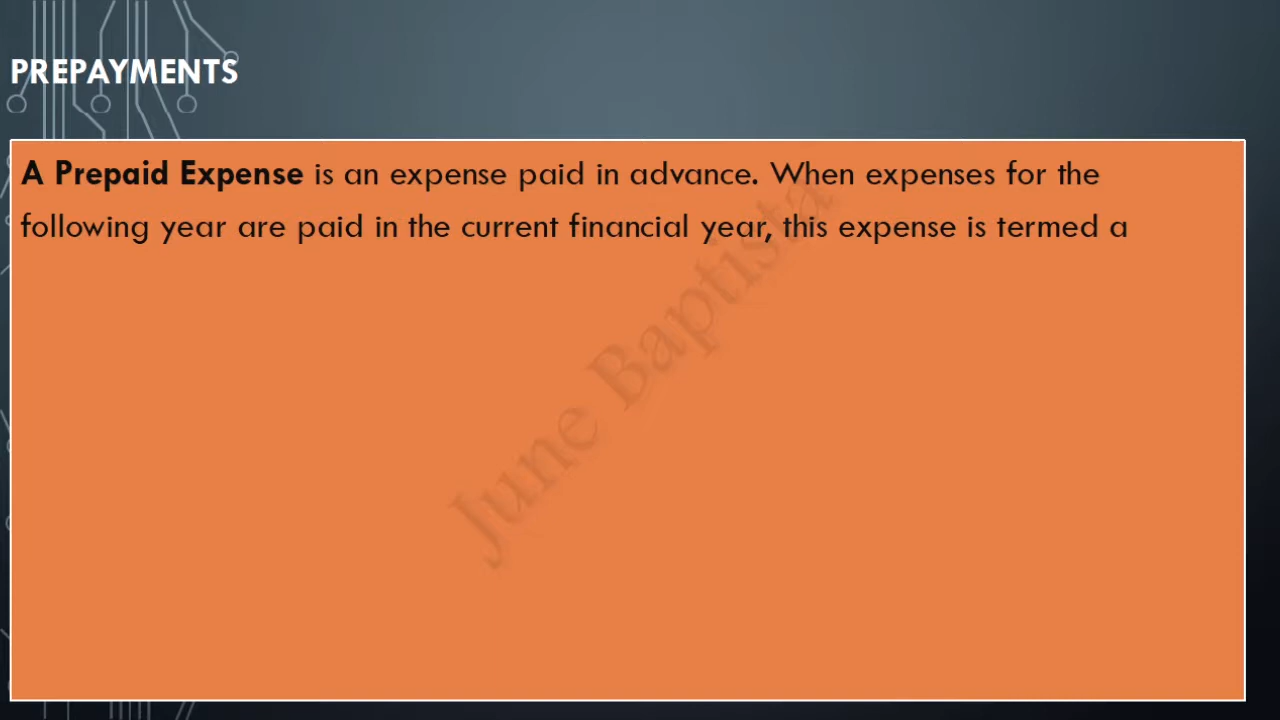 PREPAYMENTS
A Prepaid Expense is an expense paid in advance. When expenses for the
following year are paid in the current financial year, this expense is termed a
June Baptista